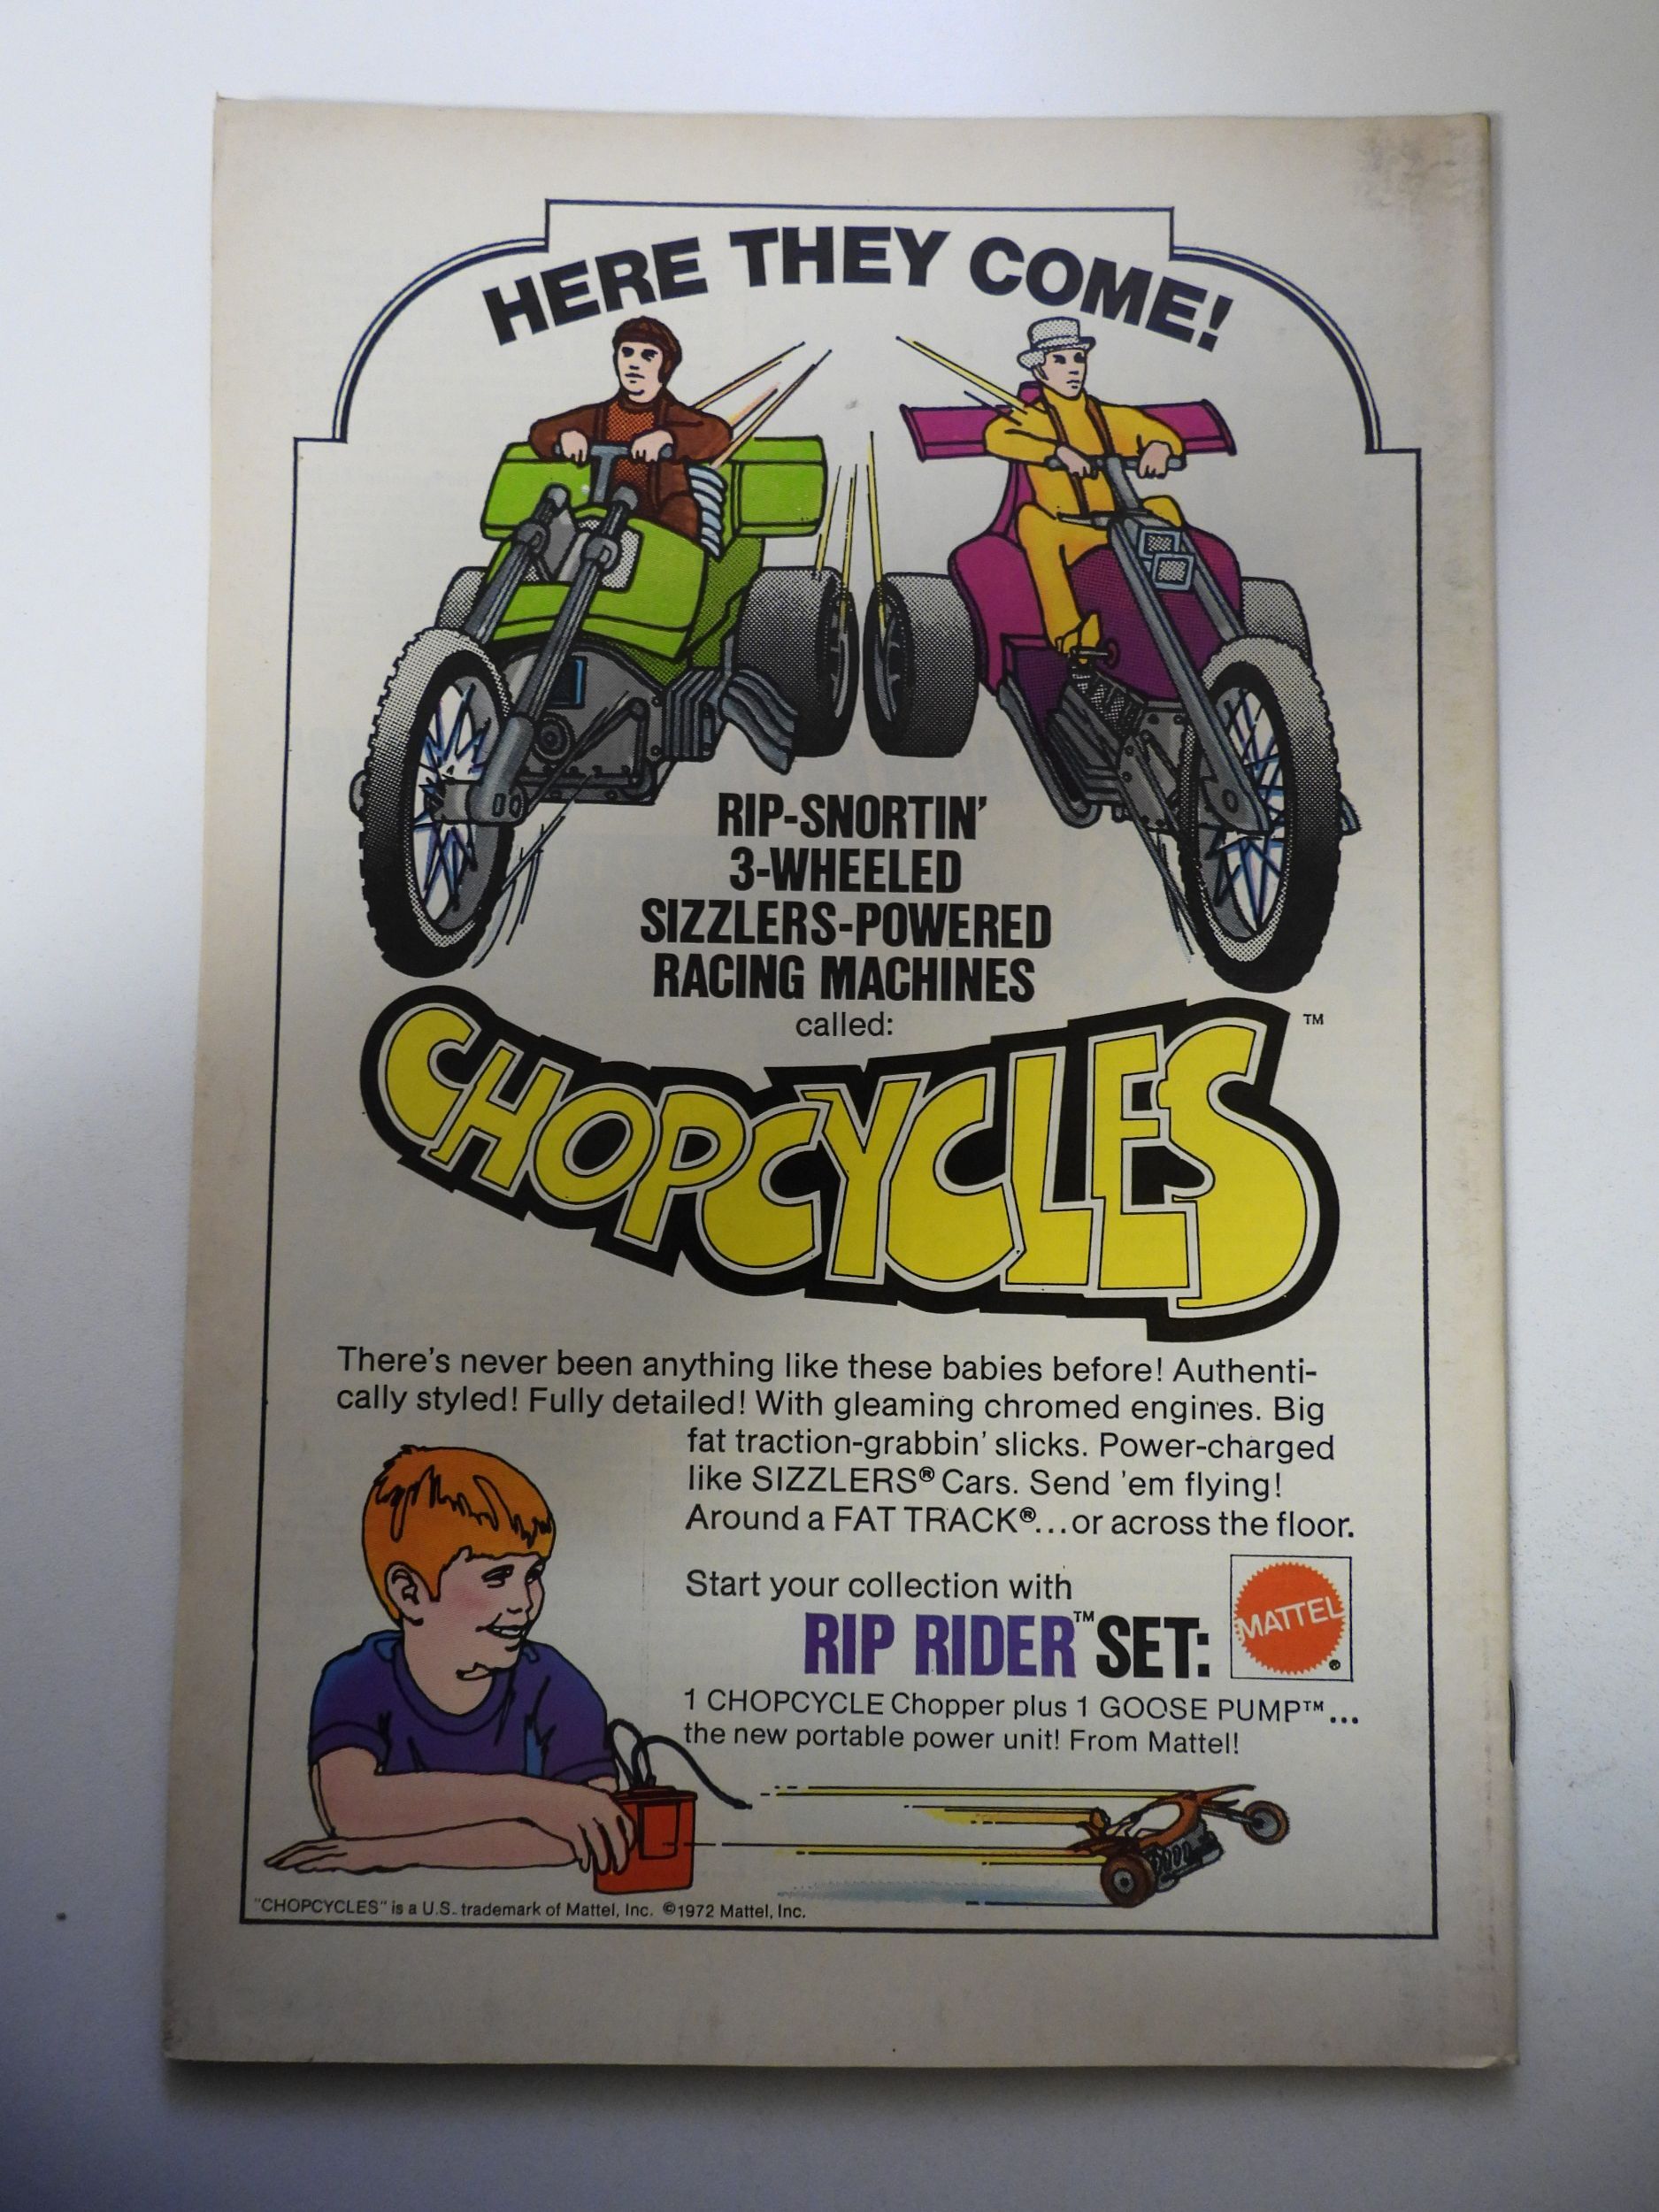 HERE THEY COME!
RIP-SNORTIN'
3-WHEELED
SIZZLERS-POWERED
RACING MACHINES
called:
CHOPCYCLES™
There's never been anything like these babies before! Authenti-
cally styled! Fully detailed! With gleaming chromed engines. Big
fat traction-grabbin' slicks. Power-charged
like SIZZLERS® Cars. Send 'em flying!
Around a FAT TRACK®...or across the floor.
Start your collection with
RIP RIDER™ SET:
MATTEL®
1 CHOPCYCLE Chopper plus 1 GOOSE PUMP™...
the new portable power unit! From Mattel!
"CHOPCYCLES" is a U.S. trademark of Mattel, Inc. ©1972 Mattel, Inc.